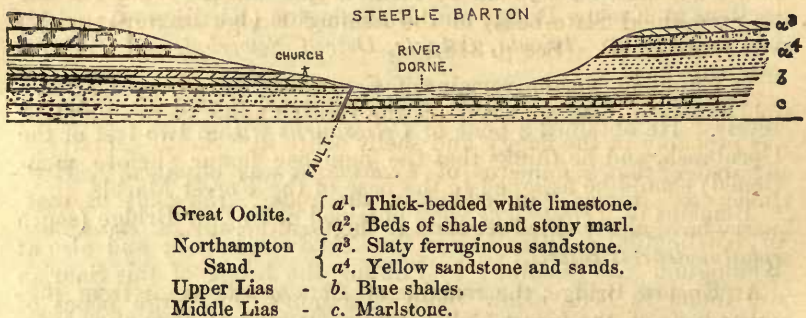 STEEPLE BARTON
CHURCH
RIVER
DORNE.
a³
a⁴
b
c
FAULT.
Great Oolite. { a¹. Thick-bedded white limestone.
a². Beds of shale and stony marl.
Northampton Sand. { a³. Slaty ferruginous sandstone.
a⁴. Yellow sandstone and sands.
Upper Lias - b. Blue shales.
Middle Lias - c. Marlstone.